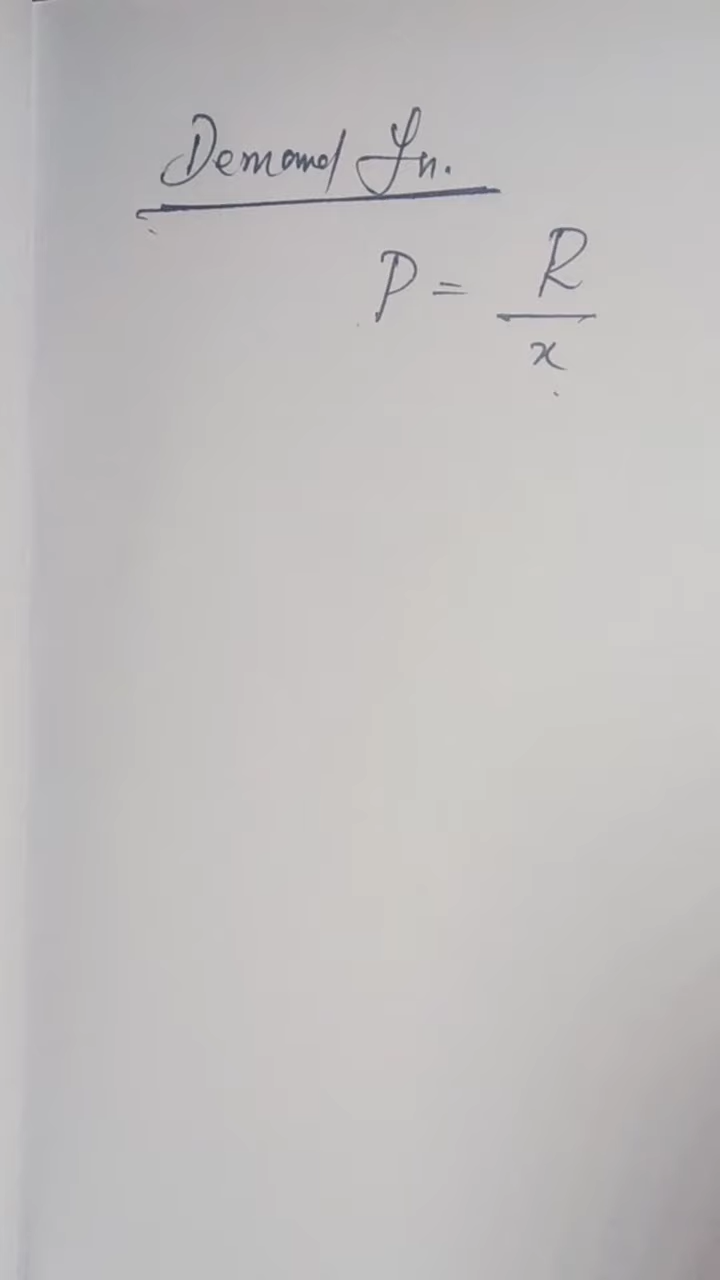 Demand fn.
P = R
x